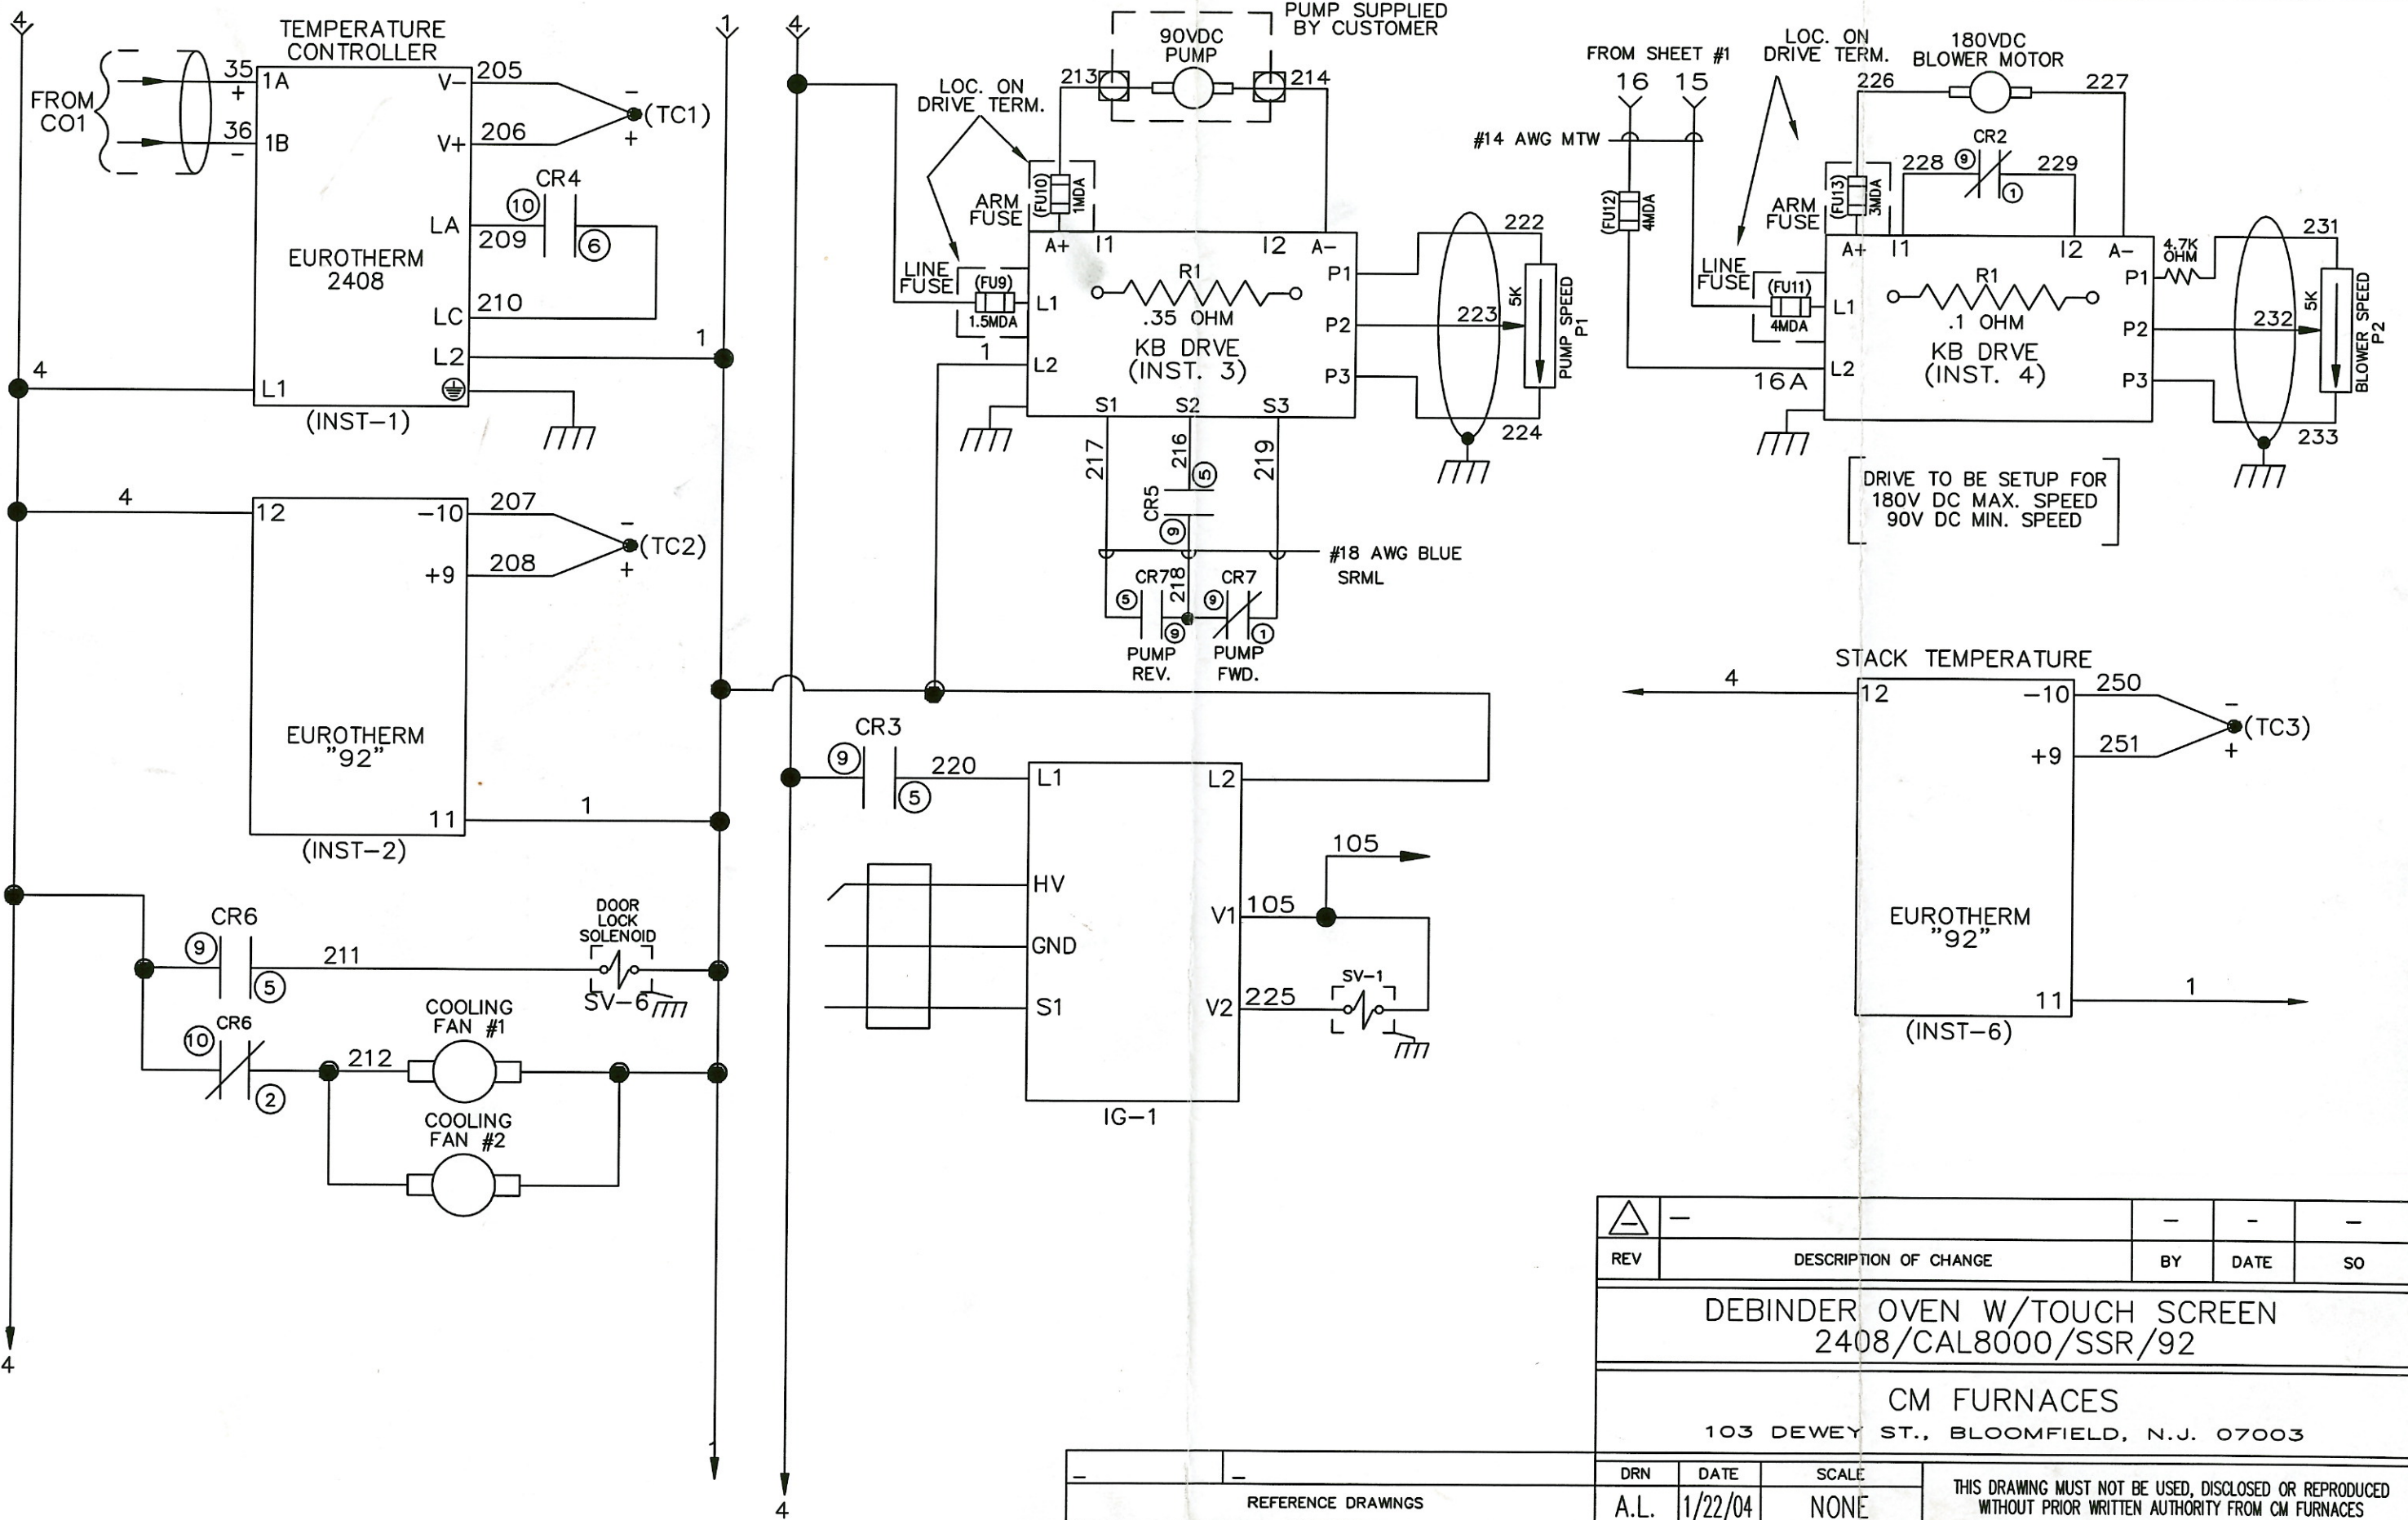 4
TEMPERATURE
CONTROLLER
FROM
CO1
35
+
36
-
1A
1B
V-
V+
205
206
-
(TC1)
+
CR4
10
6
LA
209
LC
210
L2
1
EUROTHERM
2408
4
L1
(INST-1)
4
12
-10
207
+9
208
-
(TC2)
+
EUROTHERM
"92"
11
1
(INST-2)
CR6
9
5
211
DOOR
LOCK
SOLENOID
SV-6
CR6
10
2
212
COOLING
FAN #1
COOLING
FAN #2
4
1
1
4
4
PUMP SUPPLIED
BY CUSTOMER
90VDC
PUMP
213
214
LOC. ON
DRIVE TERM.
(FU10)
1MDA
ARM
FUSE
A+
I1
I2
A-
LINE
FUSE
(FU9)
1.5MDA
L1
R1
.35 OHM
KB DRVE
(INST. 3)
1
L2
P1
P2
P3
222
223
224
5K
PUMP SPEED
P1
S1
S2
S3
217
216
219
5
CR5
9
#18 AWG BLUE
SRML
CR7
5
9
218
CR7
9
1
PUMP
REV.
PUMP
FWD.
CR3
9
5
220
L1
L2
HV
GND
S1
V1
105
105
V2
225
SV-1
IG-1
FROM SHEET #1
16
15
LOC. ON
DRIVE TERM.
180VDC
BLOWER MOTOR
226
227
#14 AWG MTW
CR2
228
9
229
1
(FU12)
4MDA
(FU13)
3MDA
ARM
FUSE
A+
I1
I2
A-
LINE
FUSE
(FU11)
4MDA
L1
R1
.1 OHM
KB DRVE
(INST. 4)
16A
L2
P1
P2
P3
4.7K
OHM
231
232
233
5K
BLOWER SPEED
P2
DRIVE TO BE SETUP FOR
180V DC MAX. SPEED
90V DC MIN. SPEED
STACK TEMPERATURE
4
12
-10
250
+9
251
-
(TC3)
+
EUROTHERM
"92"
11
1
(INST-6)
- - - - -
REV DESCRIPTION OF CHANGE BY DATE SO
DEBINDER OVEN W/TOUCH SCREEN
2408/CAL8000/SSR/92
CM FURNACES
103 DEWEY ST., BLOOMFIELD, N.J. 07003
- -
REFERENCE DRAWINGS
DRN DATE SCALE
A.L. 1/22/04 NONE
THIS DRAWING MUST NOT BE USED, DISCLOSED OR REPRODUCED
WITHOUT PRIOR WRITTEN AUTHORITY FROM CM FURNACES